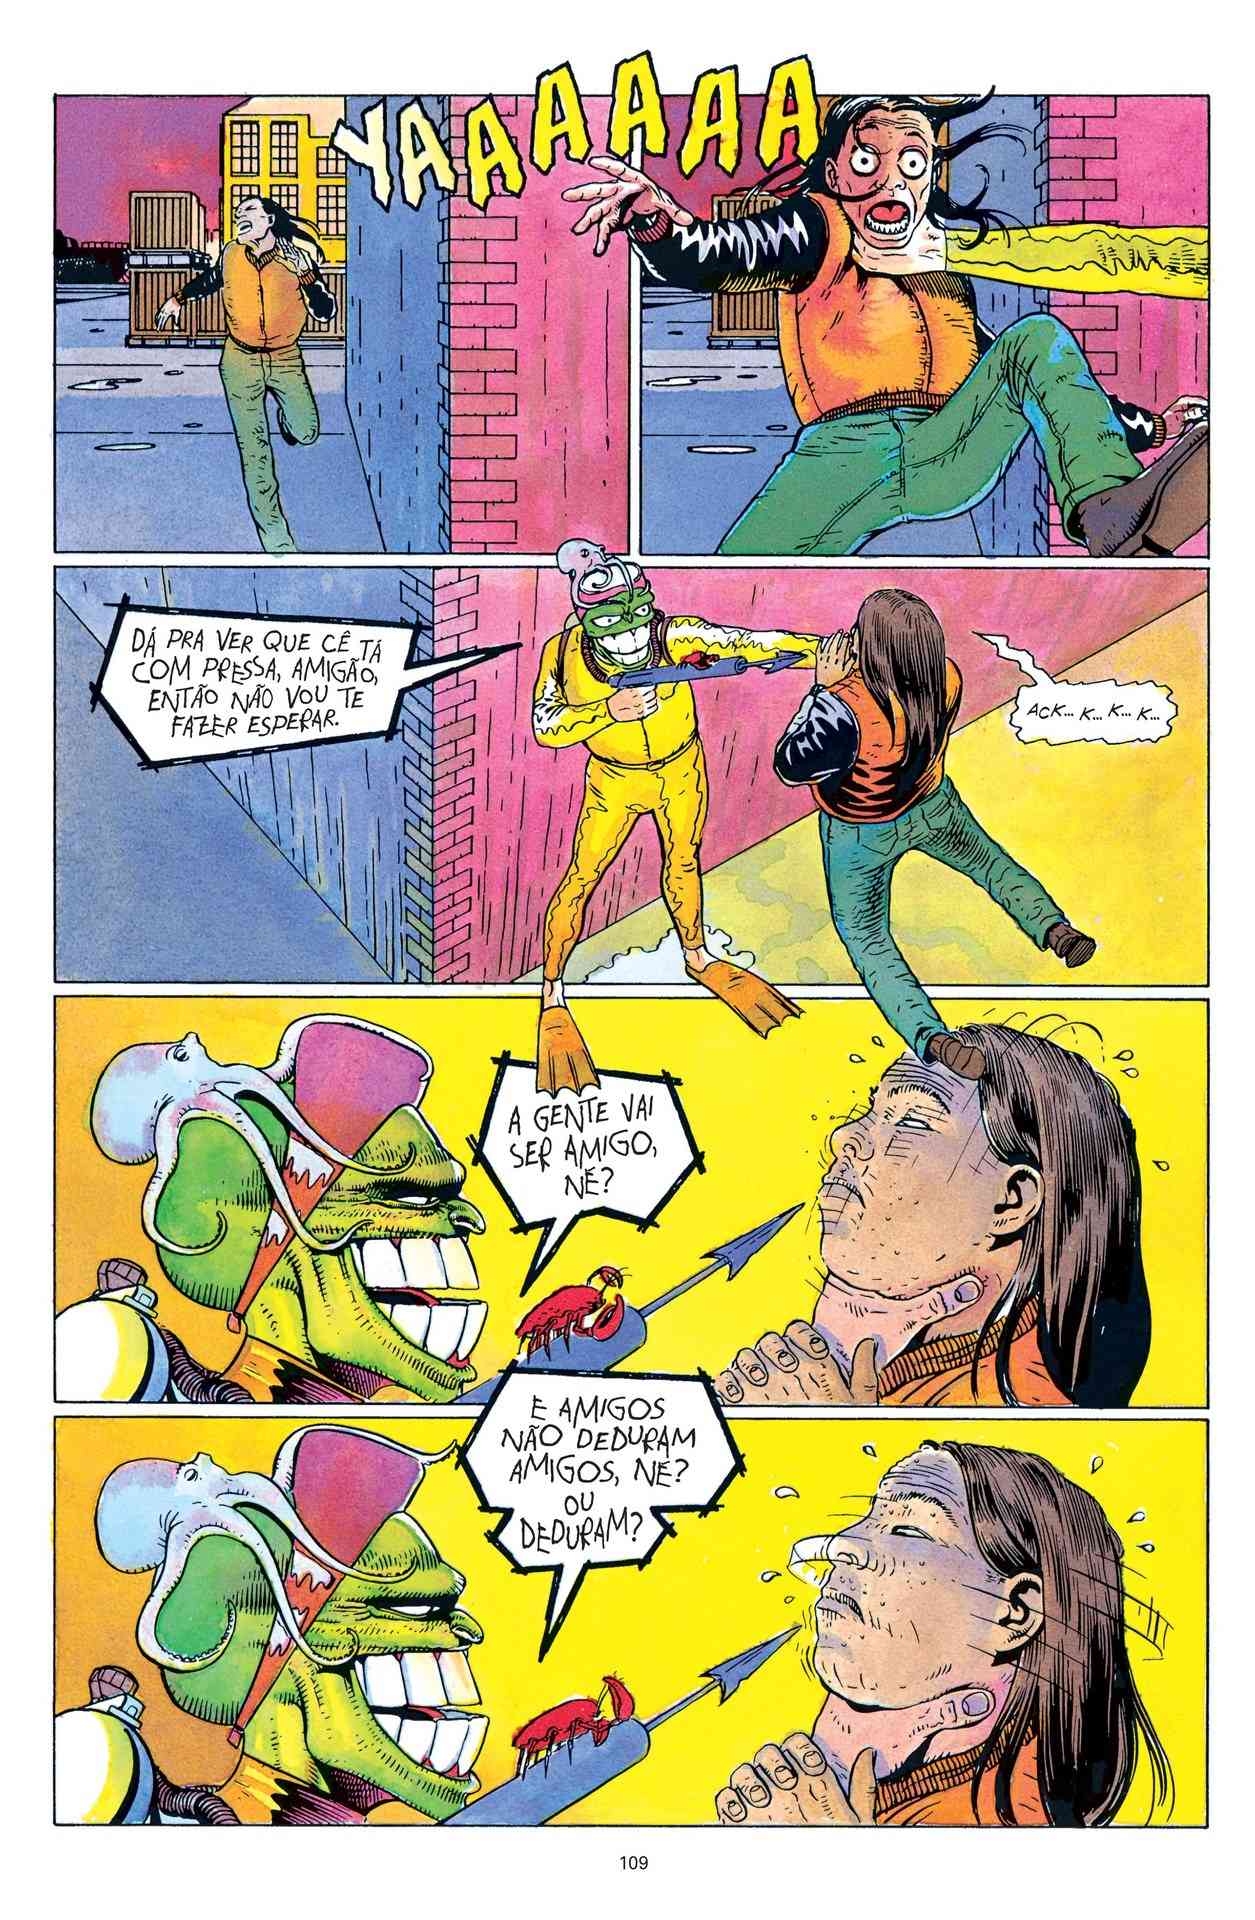 YAAAAAA
DÁ PRA VER QUE CÊ TÁ
COM PRESSA, AMIGÃO,
ENTÃO NÃO VOU TE
FAZER ESPERAR.
ACK... K... K... K...
A GENTE VAI
SER AMIGO,
NÉ?
E AMIGOS
NÃO DEDURAM
AMIGOS, NÉ?
OU
DEDURAM?
109